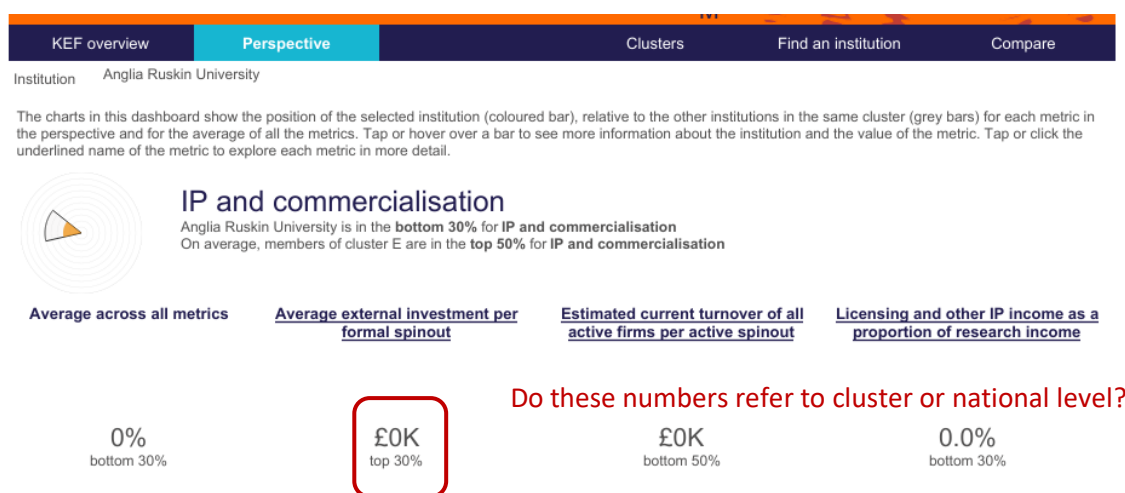 KEF overview Perspective Clusters Find an institution Compare
Institution Anglia Ruskin University
The charts in this dashboard show the position of the selected institution (coloured bar), relative to the other institutions in the same cluster (grey bars) for each metric in
the perspective and for the average of all the metrics. Tap or hover over a bar to see more information about the institution and the value of the metric. Tap or click the
underlined name of the metric to explore each metric in more detail.
IP and commercialisation
Anglia Ruskin University is in the bottom 30% for IP and commercialisation
On average, members of cluster E are in the top 50% for IP and commercialisation
Average across all metrics
Average external investment per
formal spinout
Estimated current turnover of all
active firms per active spinout
Licensing and other IP income as a
proportion of research income
Do these numbers refer to cluster or national level?
0% £0K £0K 0.0%
bottom 30% top 30% bottom 50% bottom 30%